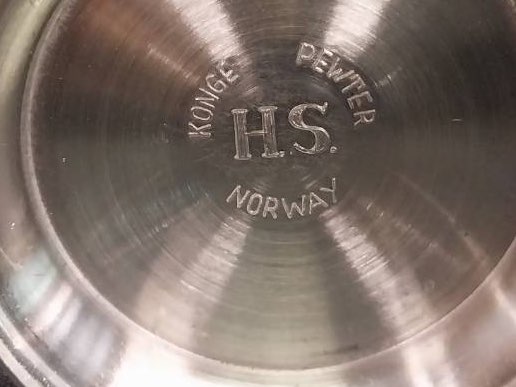 KONGE PEWTER
H.S.
NORWAY